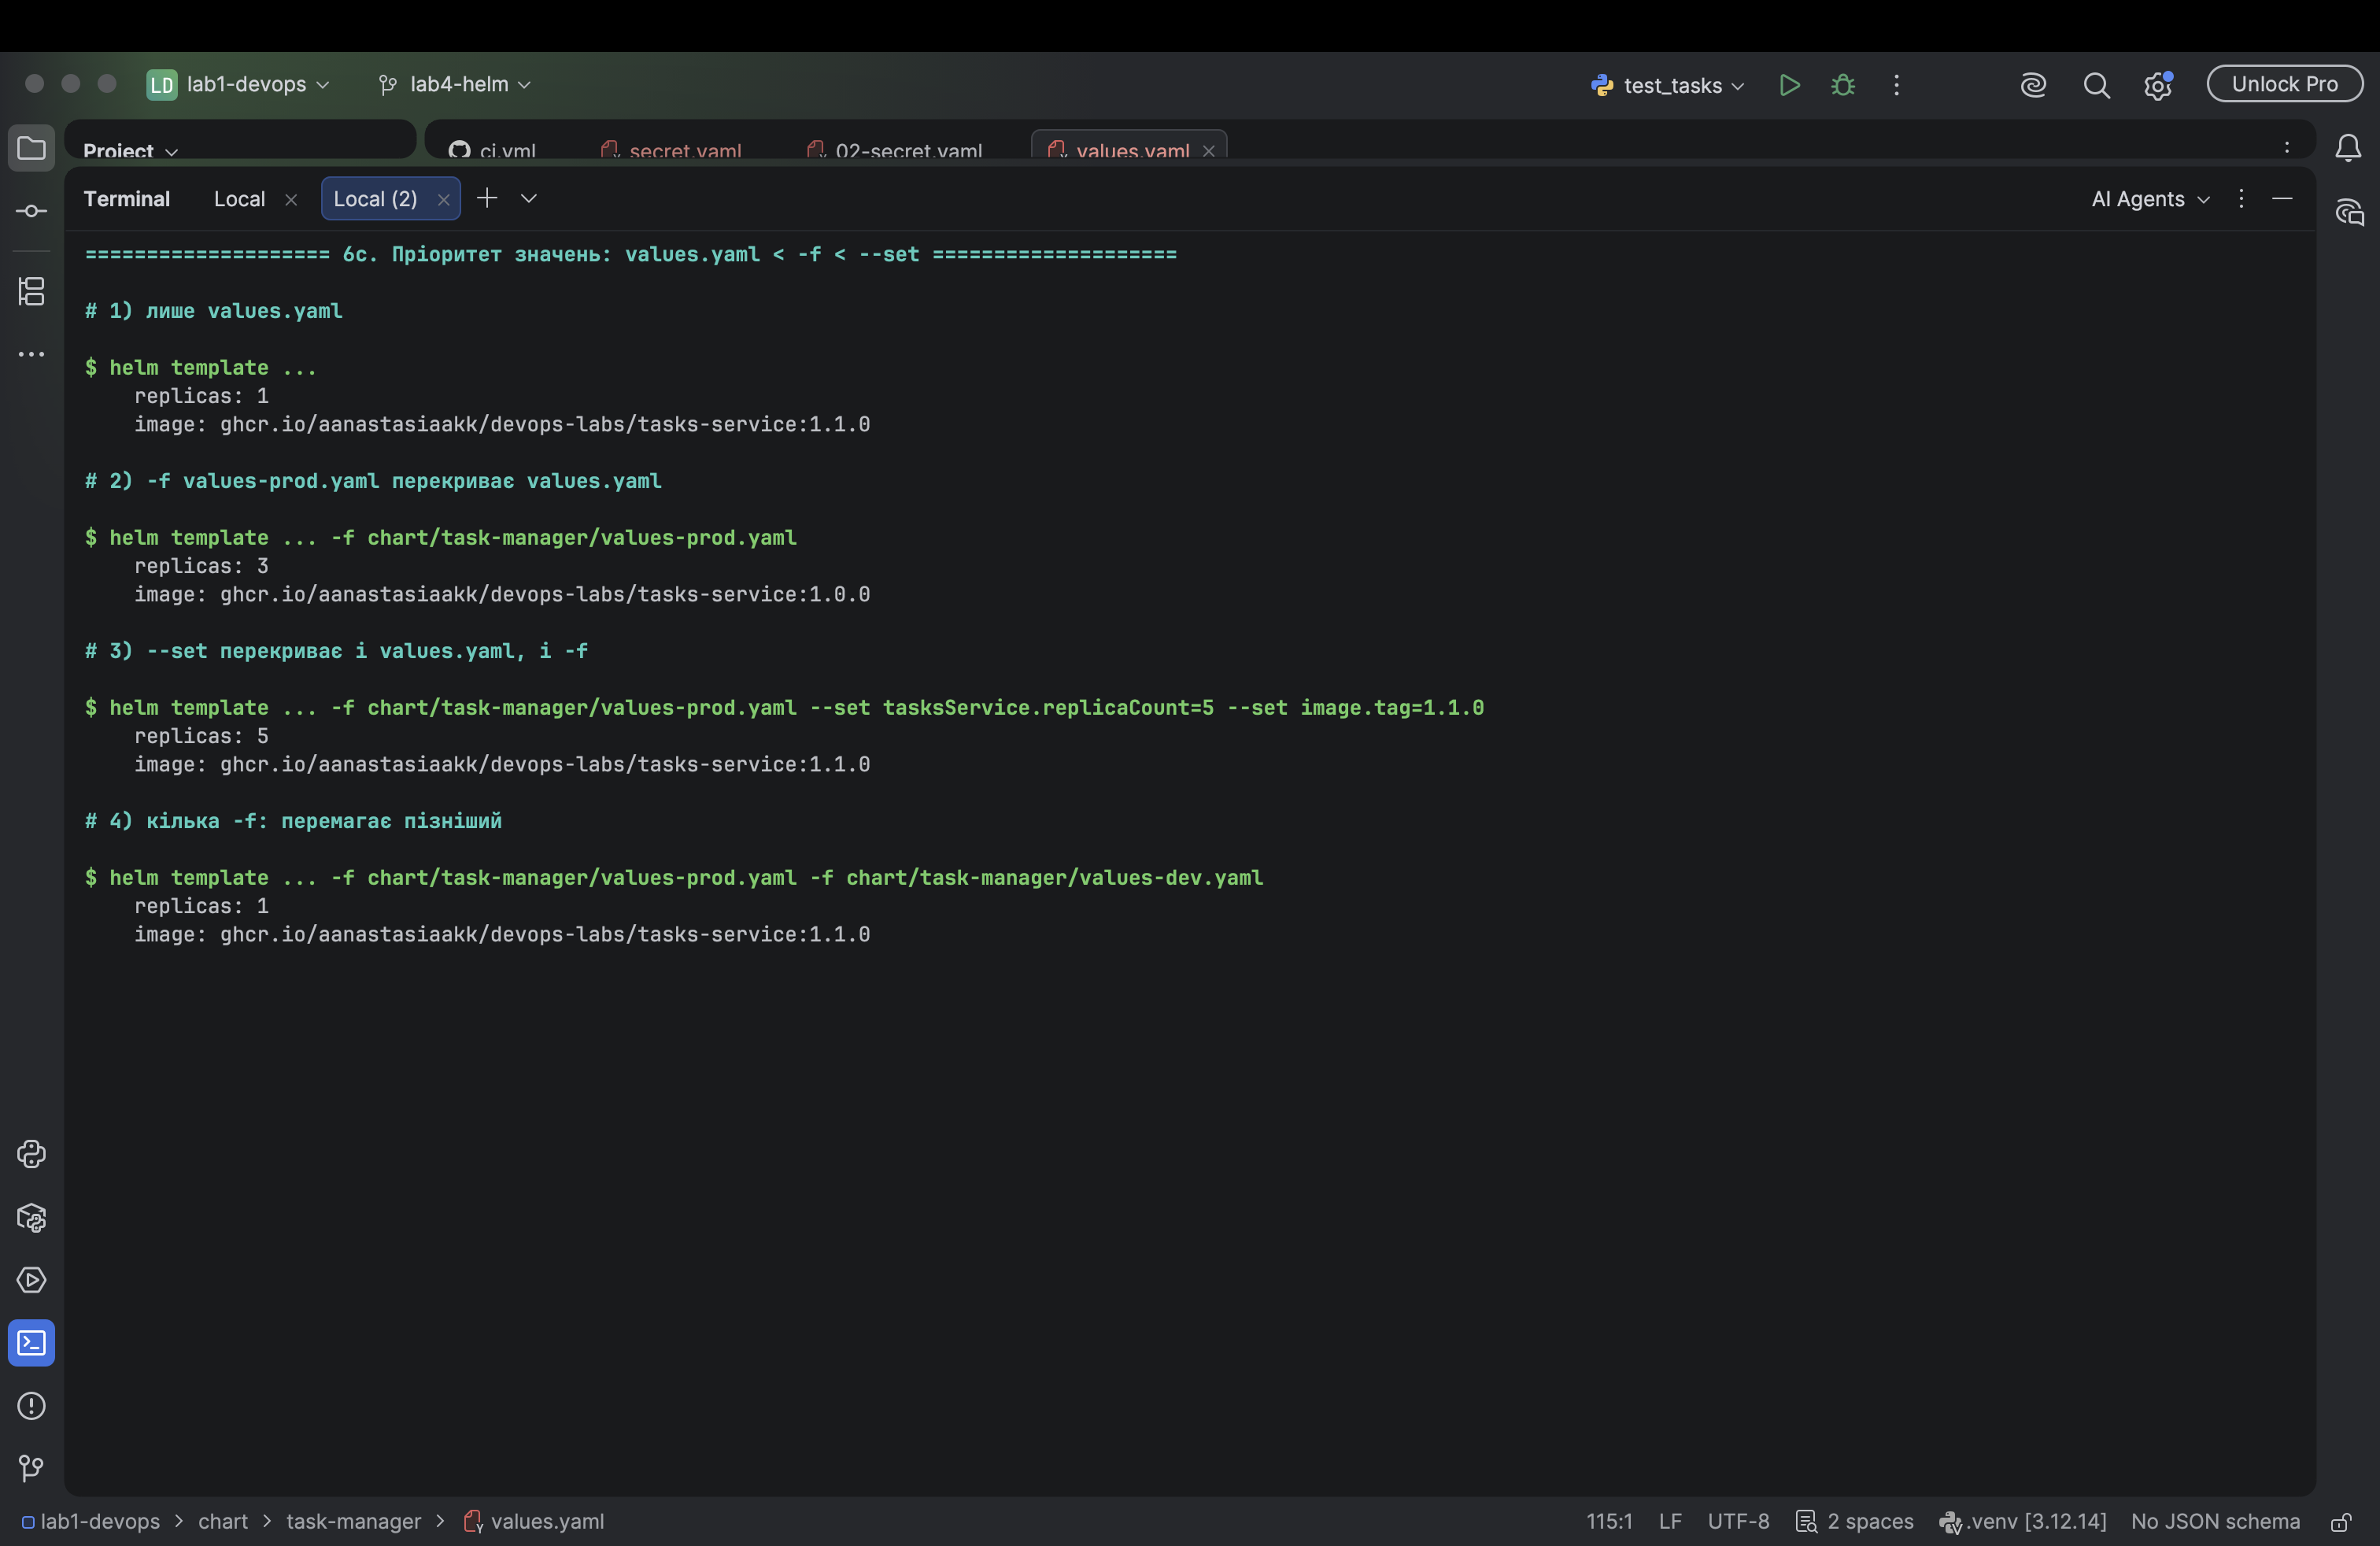 LD lab1-devops lab4-helm test_tasks Unlock Pro
Project ci.yml secret.yaml 02-secret.yaml values.yaml
Terminal Local Local (2) AI Agents
==================== 6c. Пріоритет значень: values.yaml < -f < --set ====================
# 1) лише values.yaml
$ helm template ...
replicas: 1
image: ghcr.io/aanastasiaakk/devops-labs/tasks-service:1.1.0
# 2) -f values-prod.yaml перекриває values.yaml
$ helm template ... -f chart/task-manager/values-prod.yaml
replicas: 3
image: ghcr.io/aanastasiaakk/devops-labs/tasks-service:1.0.0
# 3) --set перекриває і values.yaml, і -f
$ helm template ... -f chart/task-manager/values-prod.yaml --set tasksService.replicaCount=5 --set image.tag=1.1.0
replicas: 5
image: ghcr.io/aanastasiaakk/devops-labs/tasks-service:1.1.0
# 4) кілька -f: перемагає пізніший
$ helm template ... -f chart/task-manager/values-prod.yaml -f chart/task-manager/values-dev.yaml
replicas: 1
image: ghcr.io/aanastasiaakk/devops-labs/tasks-service:1.1.0
lab1-devops > chart > task-manager > values.yaml 115:1 LF UTF-8 2 spaces .venv [3.12.14] No JSON schema